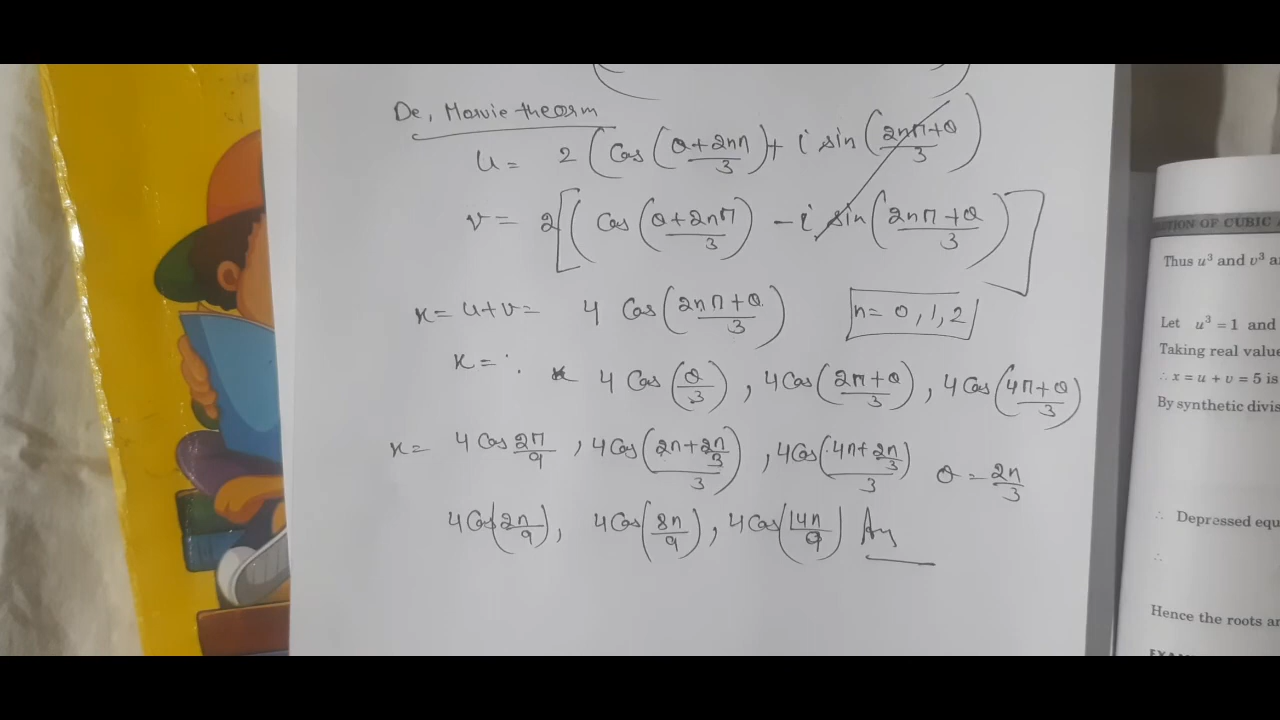 De, Marvie theorm
u = 2 (Cos (θ+2nπ/3) + i sin (2nπ+θ/3))
v = 2[(Cos (θ+2nπ/3) - i sin (2nπ+θ/3))]
x = u+v = 4 Cos (2nπ+θ/3) n = 0, 1, 2
x = : 4 Cos (θ/3), 4 Cos (2π+θ/3), 4 Cos (4π+θ/3)
x = 4 Cos 2π/9, 4 Cos (2π+2π/3/3), 4 Cos (4π+2π/3/3) θ = 2π/3
4 Cos (2π/9), 4 Cos (8π/9), 4 Cos (14π/9) Ans
TION OF CUBIC
Thus u³ and v³ a
Let u³ = 1 and
Taking real value
∴ x = u + v = 5 is
By synthetic divis
∴ Depressed equ
∴
Hence the roots ar